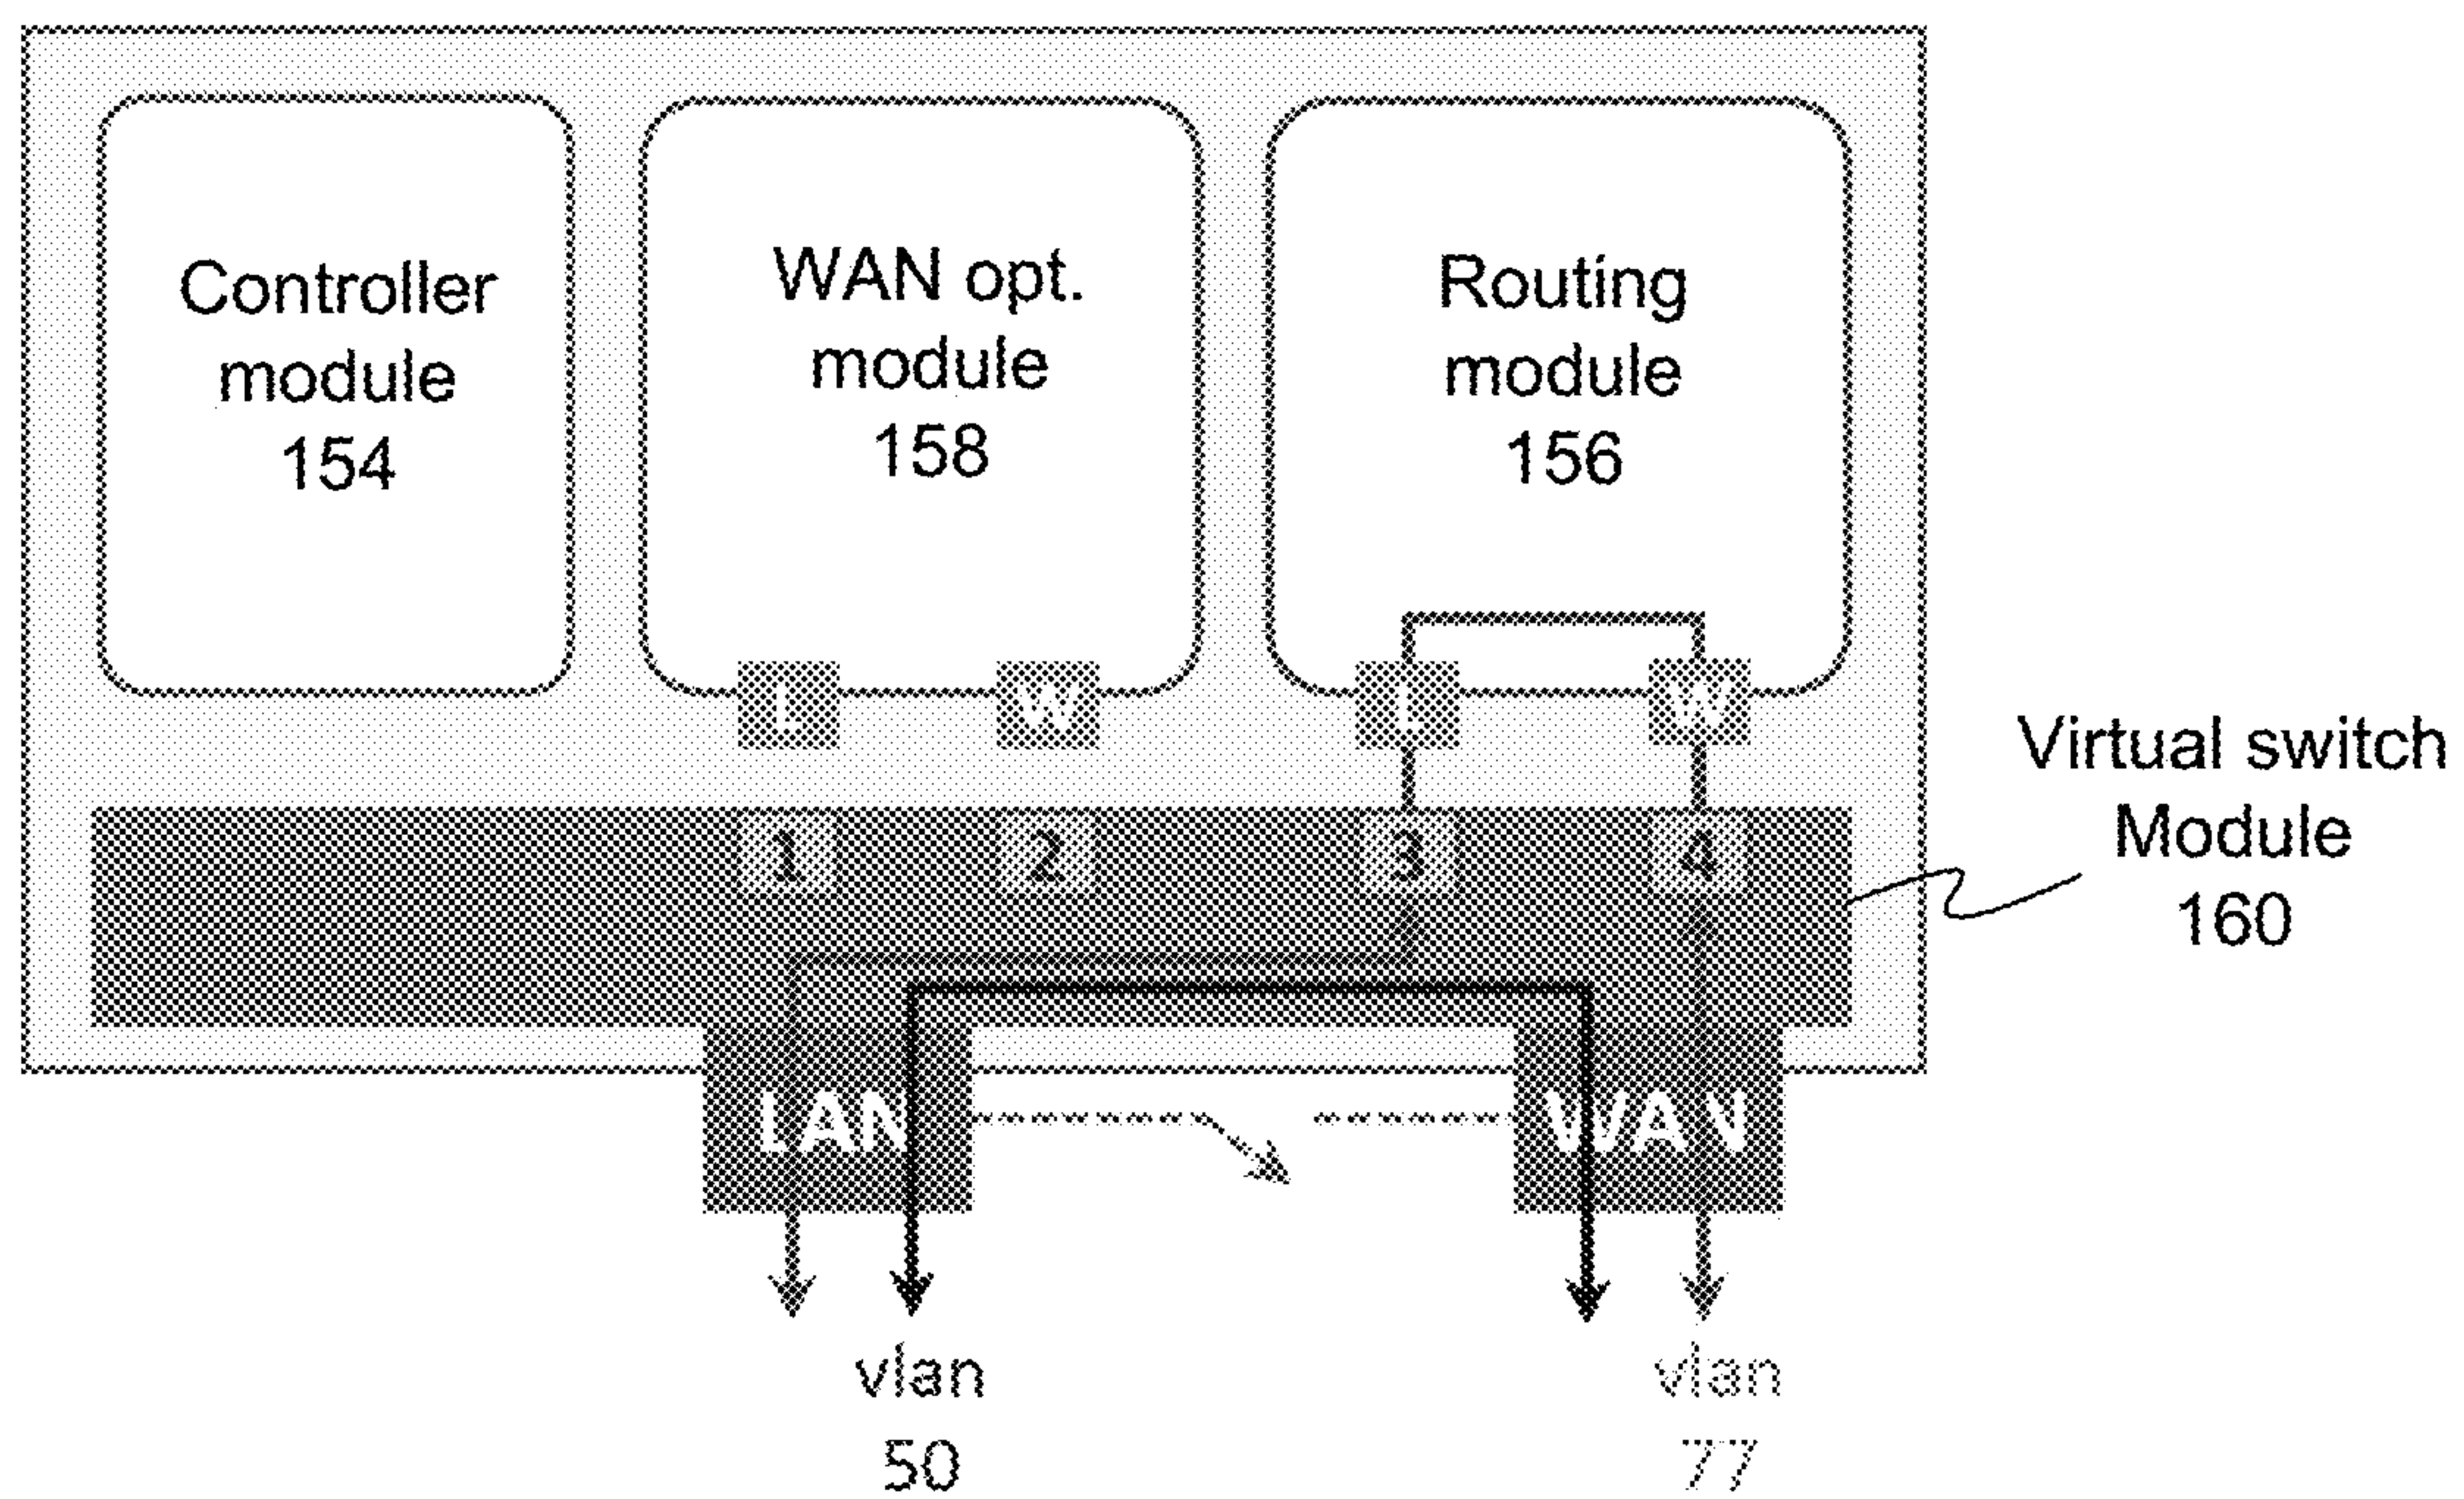 Controller
module
154
WAN opt.
module
158
Routing
module
156
L
W
L
W
Virtual switch
Module
160
1
2
3
4
LAN
WAN
vlan
50
vlan
77